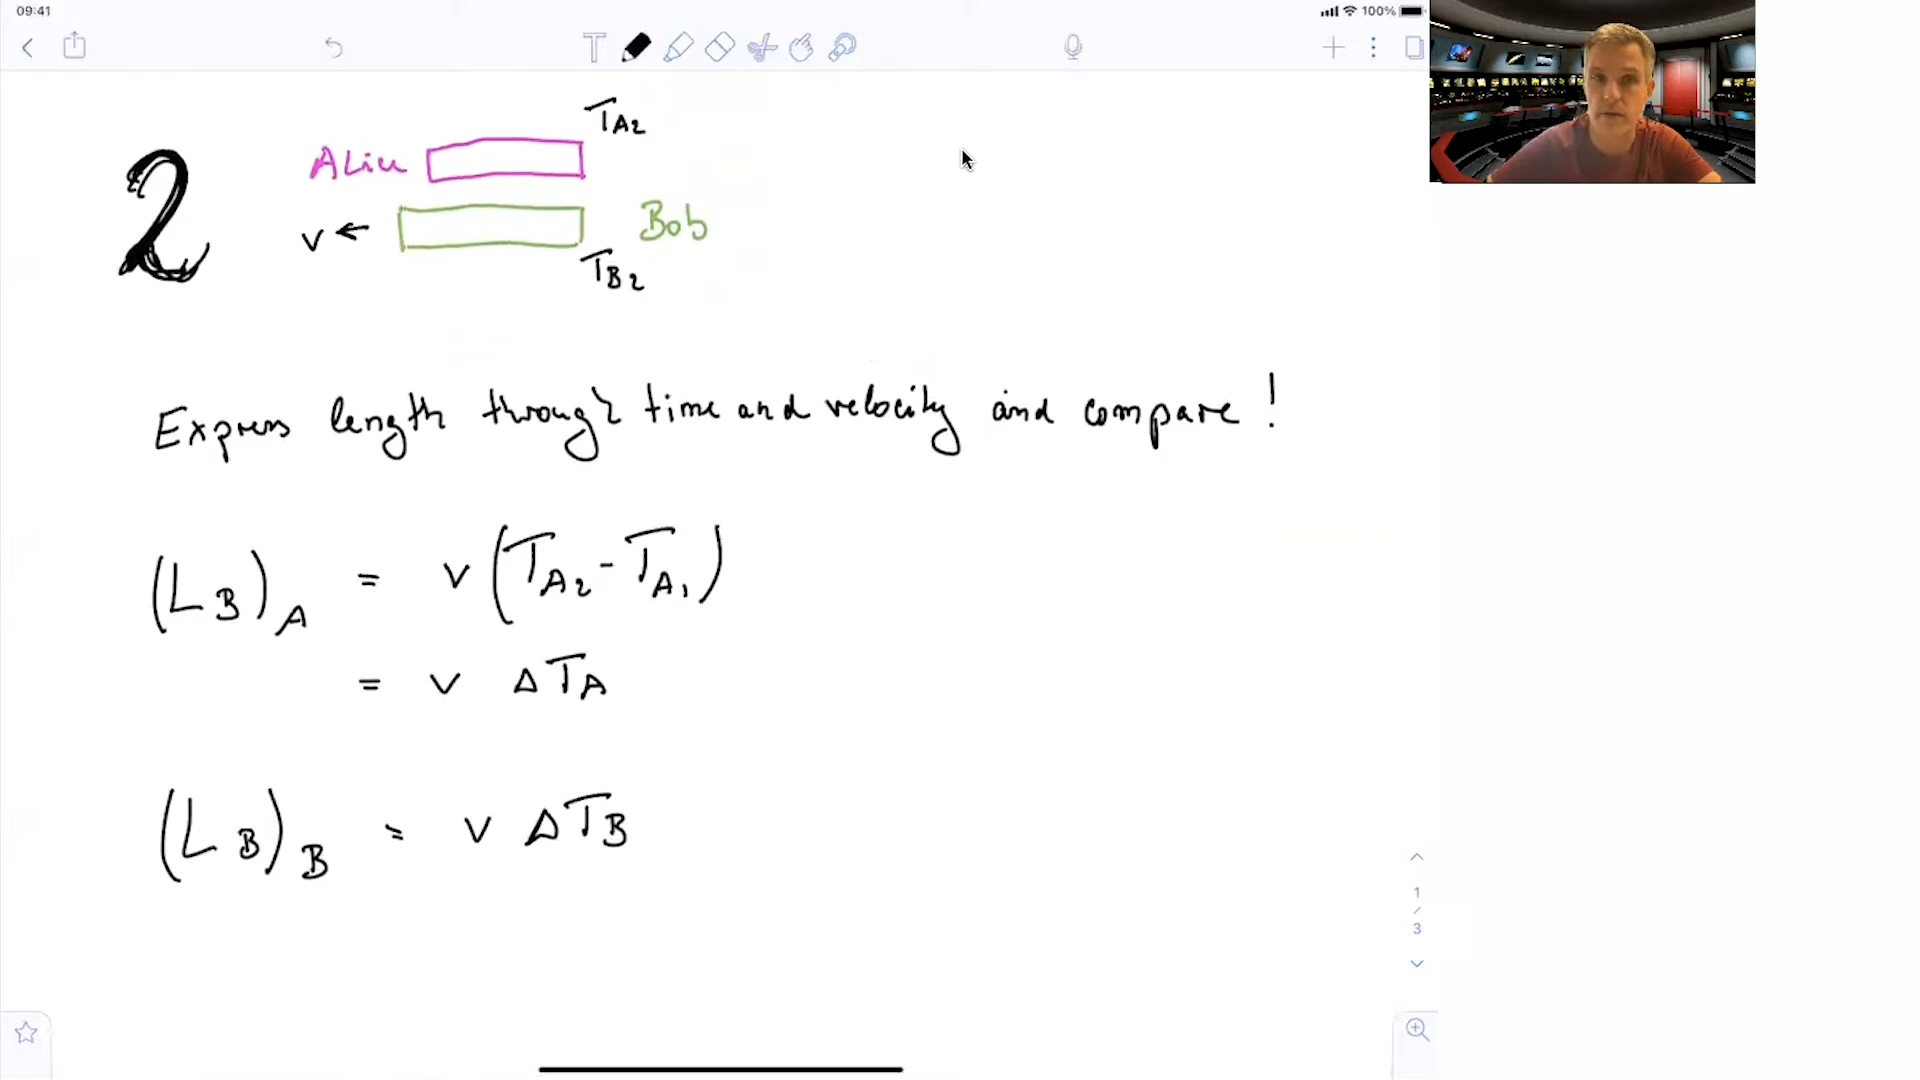 09:41
100%
T
2
Alice
T_A2
v ← Bob
T_B2
Express length through time and velocity and compare!
(L_B)_A = v (T_A2 - T_A1)
= v ΔT_A
(L_B)_B = v ΔT_B
1
/
3